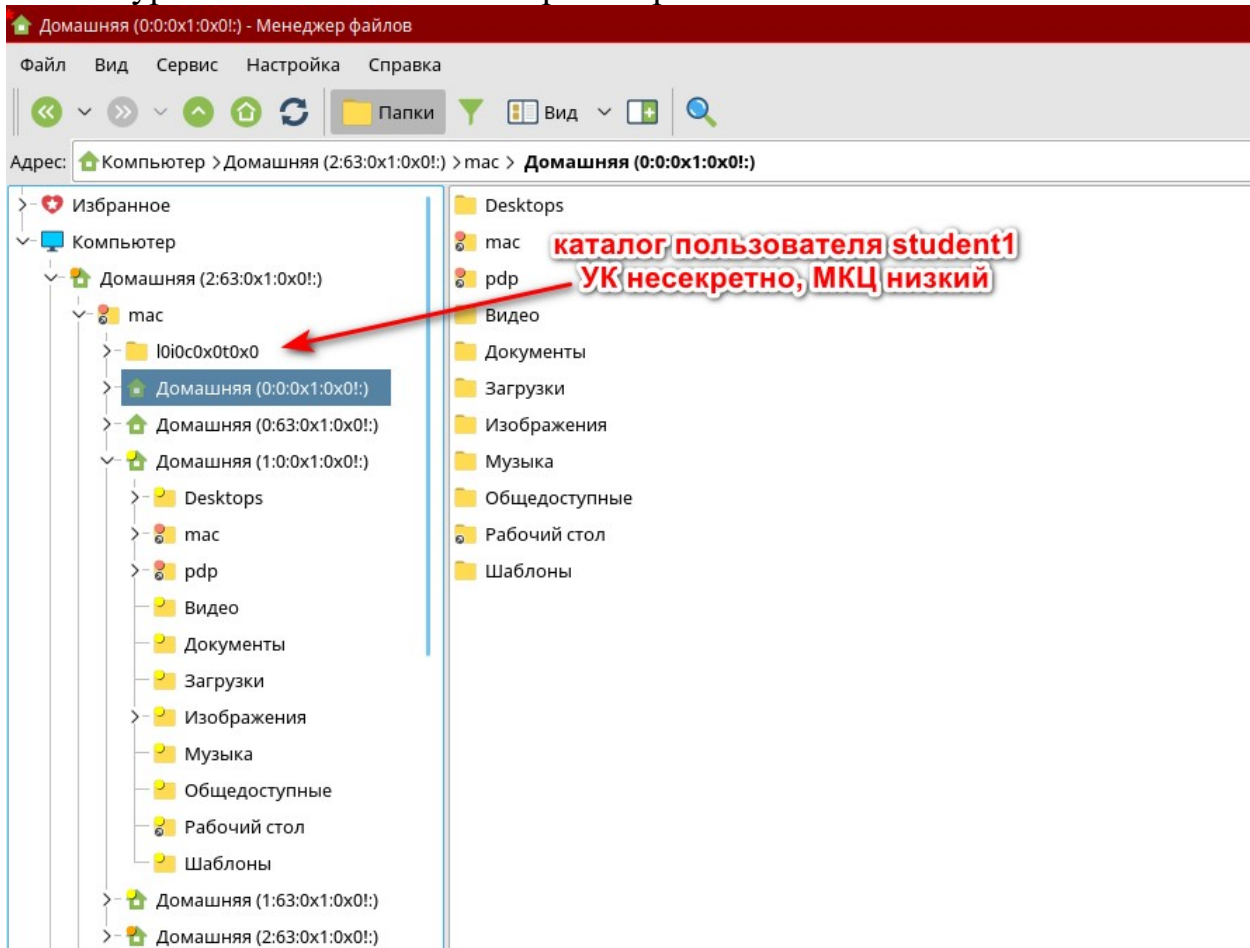 Домашняя (0:0:0x1:0x0!:) - Менеджер файлов
Файл Вид Сервис Настройка Справка
Папки Вид
Адрес: Компьютер > Домашняя (2:63:0x1:0x0!:) > mac > Домашняя (0:0:0x1:0x0!:)
Избранное
Компьютер
Домашняя (2:63:0x1:0x0!:)
mac
l0i0c0x0t0x0
Домашняя (0:0:0x1:0x0!:)
Домашняя (0:63:0x1:0x0!:)
Домашняя (1:0:0x1:0x0!:)
Desktops
mac
pdp
Видео
Документы
Загрузки
Изображения
Музыка
Общедоступные
Рабочий стол
Шаблоны
Домашняя (1:63:0x1:0x0!:)
Домашняя (2:63:0x1:0x0!:)
Desktops
mac
pdp
Видео
Документы
Загрузки
Изображения
Музыка
Общедоступные
Рабочий стол
Шаблоны
каталог пользователя student1
УК несекретно, МКЦ низкий